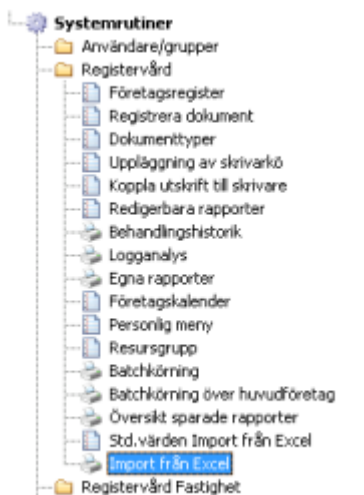 Systemrutiner
Användare/grupper
Registervård
Företagsregister
Registrera dokument
Dokumenttyper
Uppläggning av skrivarkö
Koppla utskrift till skrivare
Redigerbara rapporter
Behandlingshistorik
Logganalys
Egna rapporter
Företagskalender
Personlig meny
Resursgrupp
Batchkörning
Batchkörning över huvudföretag
Översikt sparade rapporter
Std.värden Import från Excel
Import från Excel
Registervård Fastighet